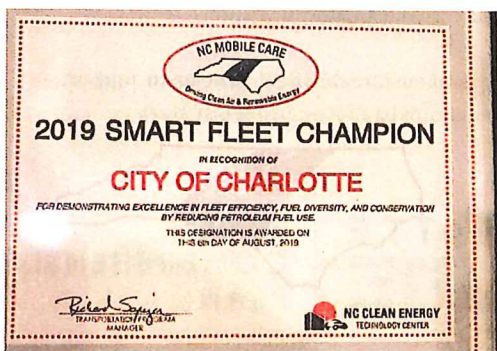 NC MOBILE CARE
Driving Clean Air & Renewable Energy
2019 SMART FLEET CHAMPION
IN RECOGNITION OF
CITY OF CHARLOTTE
FOR DEMONSTRATING EXCELLENCE IN FLEET EFFICIENCY, FUEL DIVERSITY, AND CONSERVATION
BY REDUCING PETROLEUM FUEL USE.
THIS DESIGNATION IS AWARDED ON
THIS 6th DAY OF AUGUST, 2019
Richard Sapienza
TRANSPORTATION PROGRAM
MANAGER
NC CLEAN ENERGY
TECHNOLOGY CENTER